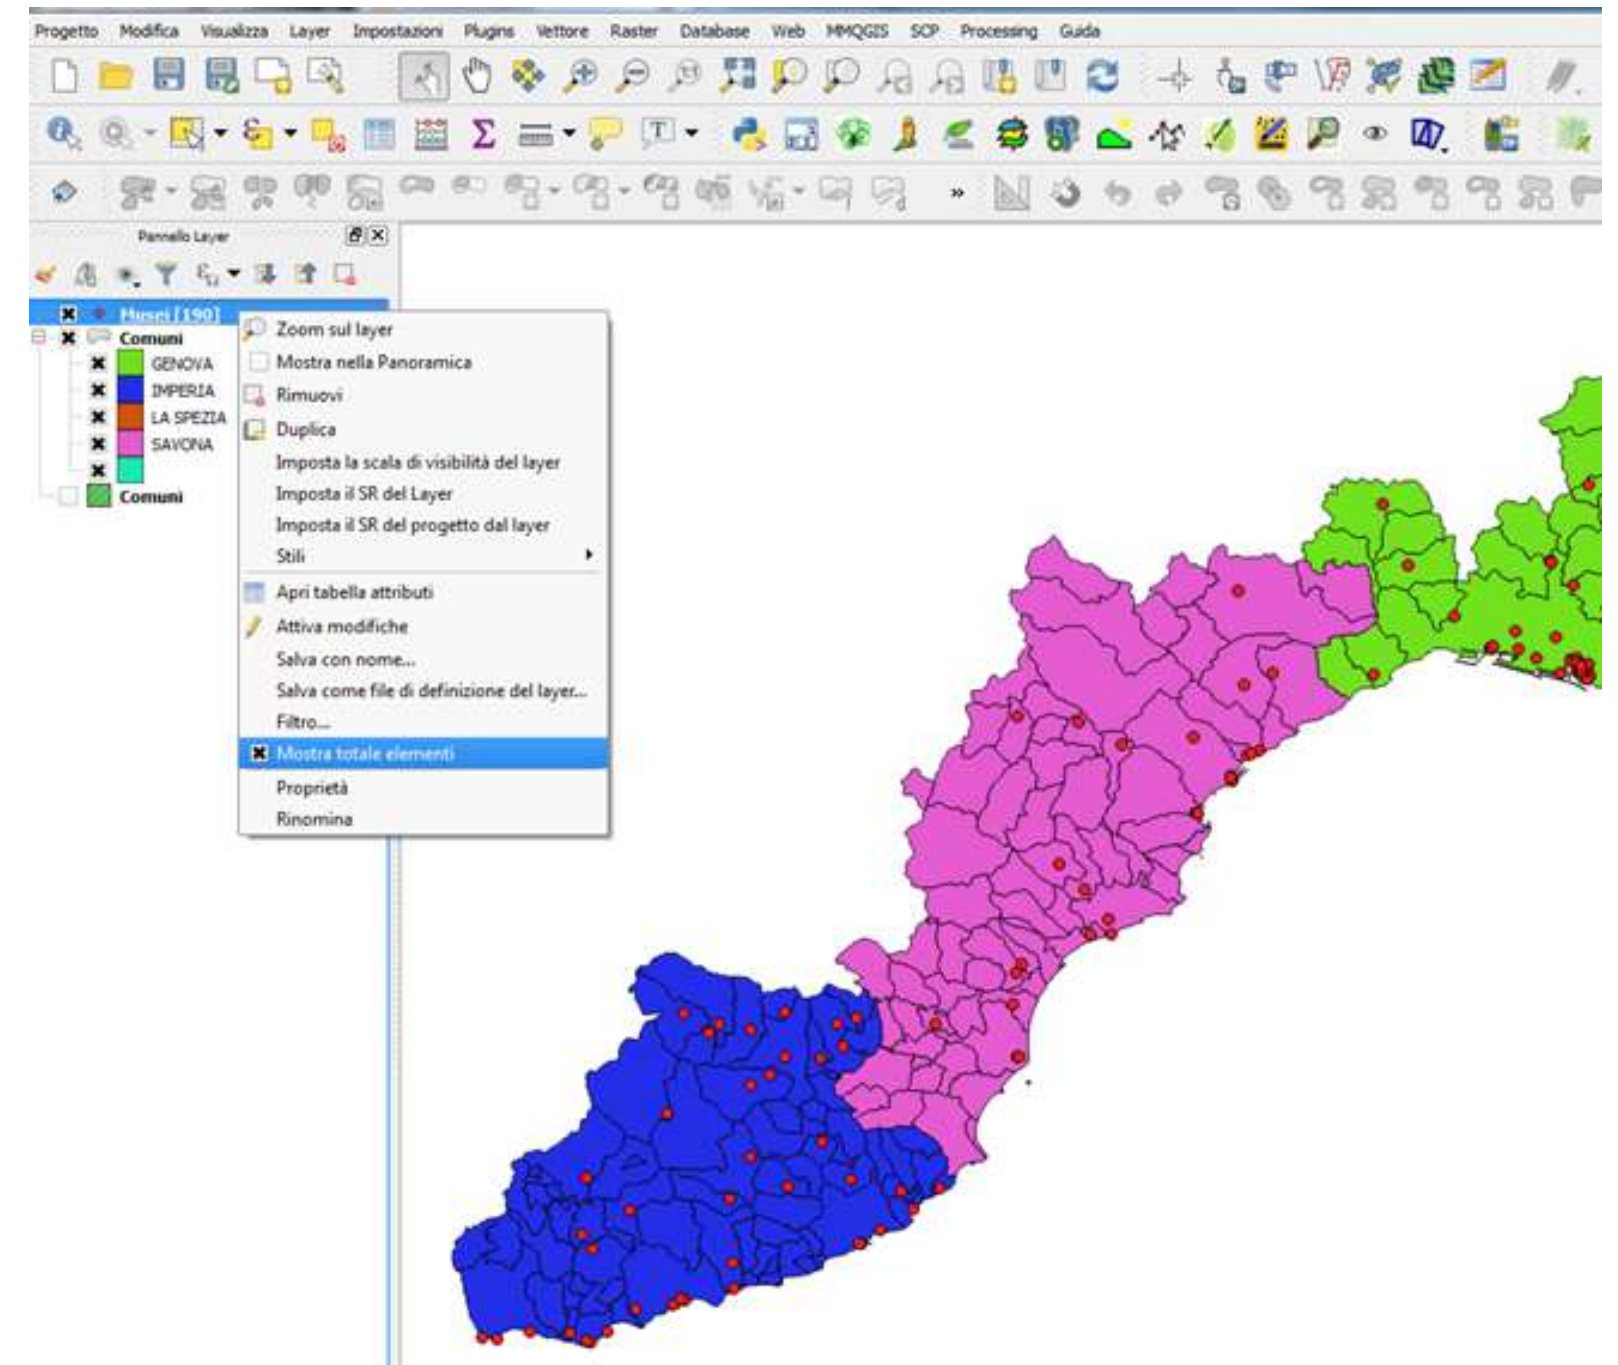 Progetto Modifica Visualizza Layer Impostazioni Plugins Vettore Raster Database Web MMQGIS SCP Processing Guida
Pannello Layer
Musei [190]
Comuni
GENOVA
IMPERIA
LA SPEZIA
SAVONA
Comuni
Zoom sul layer
Mostra nella Panoramica
Rimuovi
Duplica
Imposta la scala di visibilità del layer
Imposta il SR del Layer
Imposta il SR del progetto dal layer
Stili
Apri tabella attributi
Attiva modifiche
Salva con nome...
Salva come file di definizione del layer...
Filtro...
Mostra totale elementi
Proprietà
Rinomina